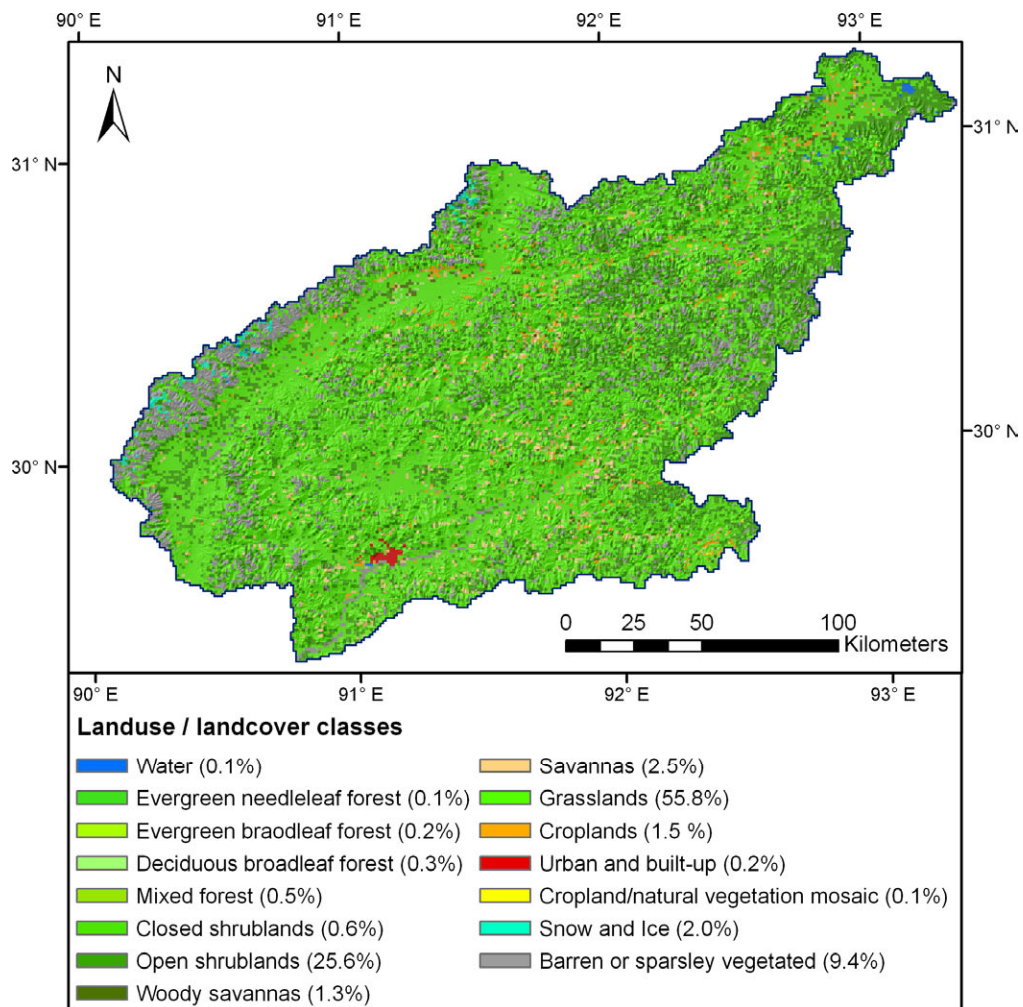 90° E 91° E 92° E 93° E
N
31° N
31° N
30° N
30° N
0 25 50 100
Kilometers
90° E 91° E 92° E 93° E
Landuse / landcover classes
Water (0.1%)
Evergreen needleleaf forest (0.1%)
Evergreen braodleaf forest (0.2%)
Deciduous broadleaf forest (0.3%)
Mixed forest (0.5%)
Closed shrublands (0.6%)
Open shrublands (25.6%)
Woody savannas (1.3%)
Savannas (2.5%)
Grasslands (55.8%)
Croplands (1.5 %)
Urban and built-up (0.2%)
Cropland/natural vegetation mosaic (0.1%)
Snow and Ice (2.0%)
Barren or sparsley vegetated (9.4%)